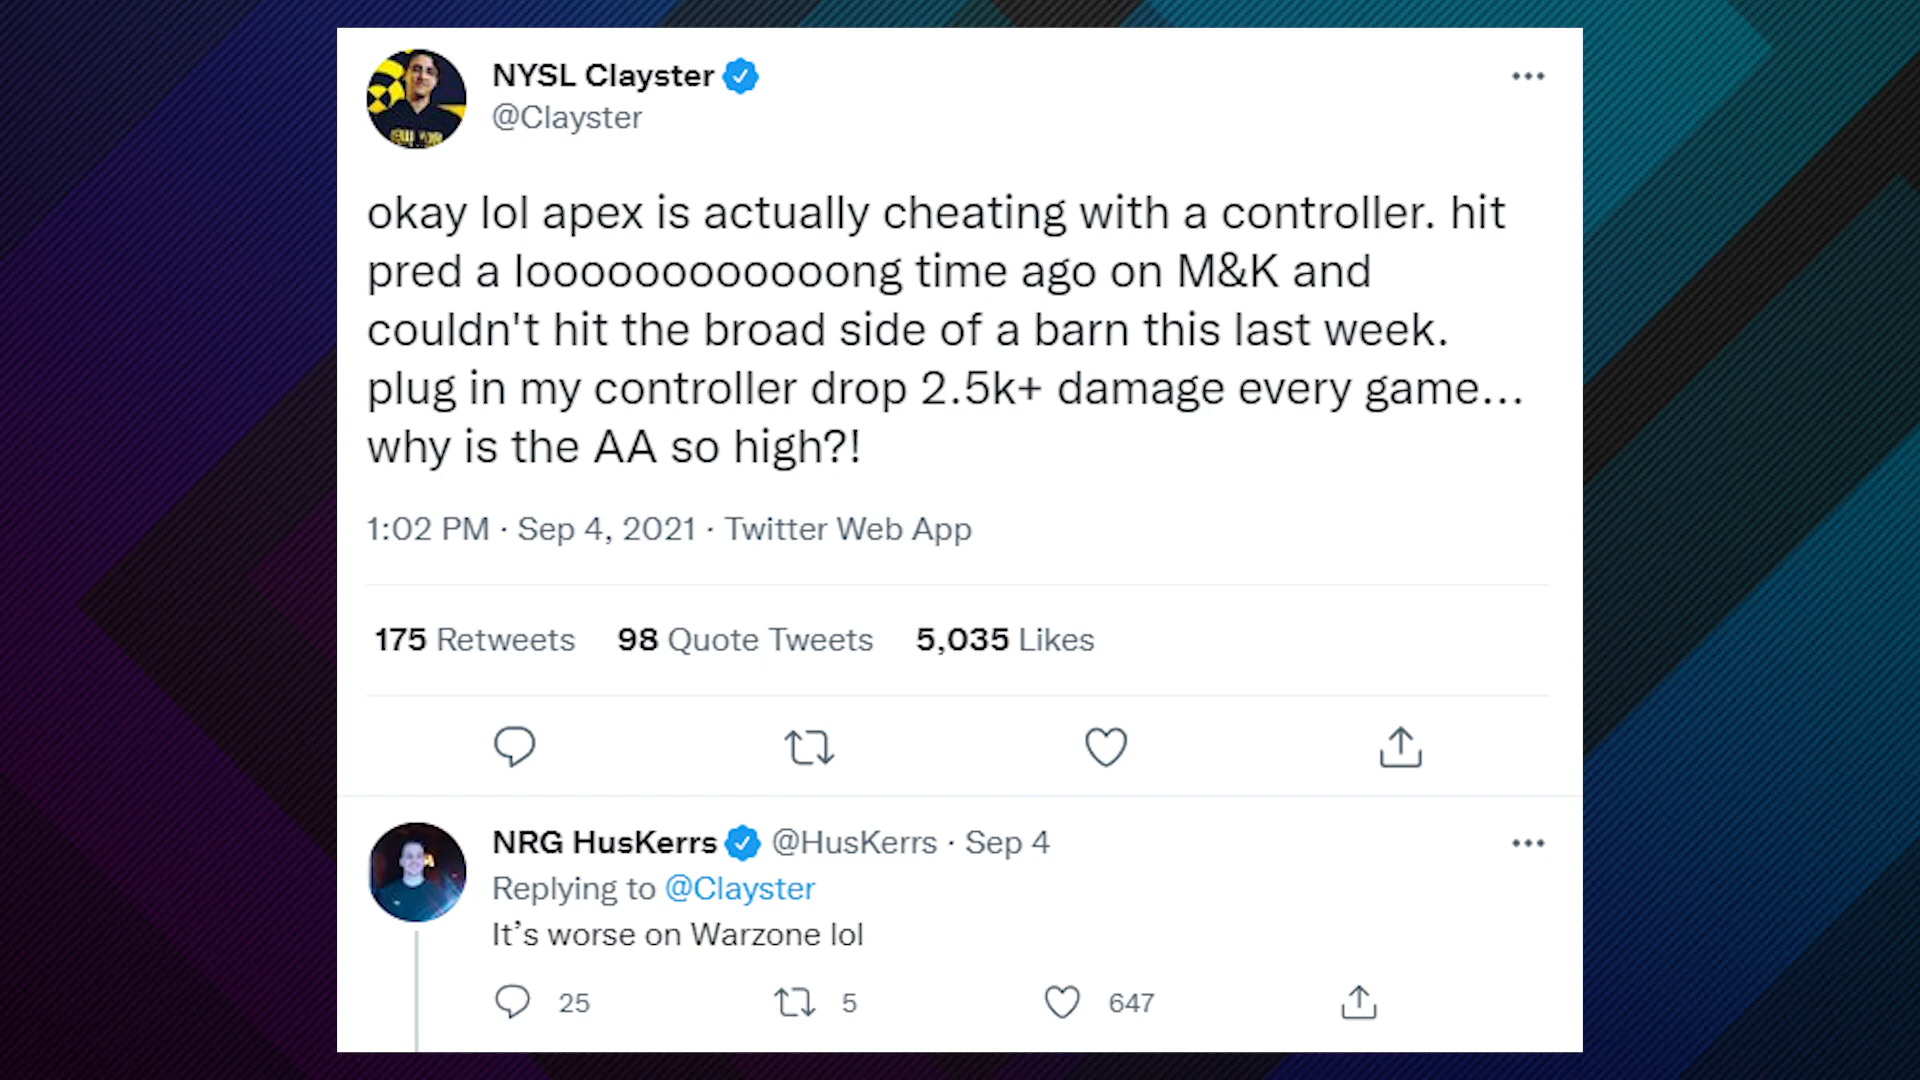 NYSL Clayster
@Clayster
okay lol apex is actually cheating with a controller. hit
pred a looooooooooong time ago on M&K and
couldn't hit the broad side of a barn this last week.
plug in my controller drop 2.5k+ damage every game...
why is the AA so high?!
1:02 PM · Sep 4, 2021 · Twitter Web App
175 Retweets 98 Quote Tweets 5,035 Likes
NRG HusKerrs @HusKerrs · Sep 4
Replying to @Clayster
It’s worse on Warzone lol
25 5 647